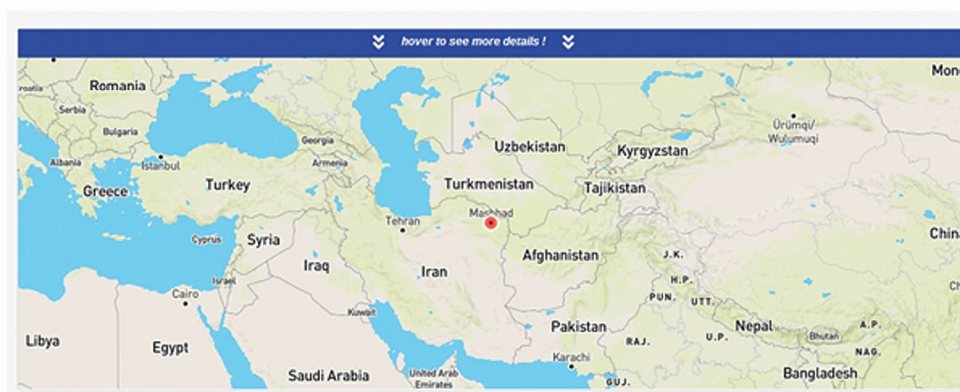 hover to see more details !
Mon
roatia
Romania
Serbia
Bulgaria
Ürümqi/
Wulumuqi
Georgia
Uzbekistan
Kyrgyzstan
Albania
Istanbul
Armenia
Greece
Turkey
Turkmenistan
Tajikistan
Tehran
Mashhad
Cyprus
Syria
China
Afghanistan
J.K.
Iraq
Iran
H.P.
Israel
Cairo
PUN.
UTT.
Ch
Kuwait
Libya
Egypt
Pakistan
Nepal
A.P.
RAJ.
U.P.
Bhutan
NAG.
Karachi
Saudi Arabia
United Arab
Emirates
Bangladesh
GUJ.